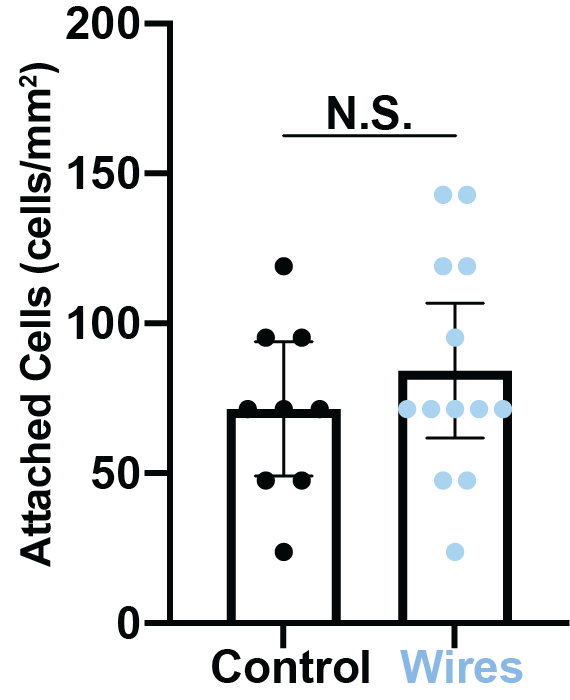 200
150
100
50
0
Attached Cells (cells/mm²)
N.S.
Control Wires